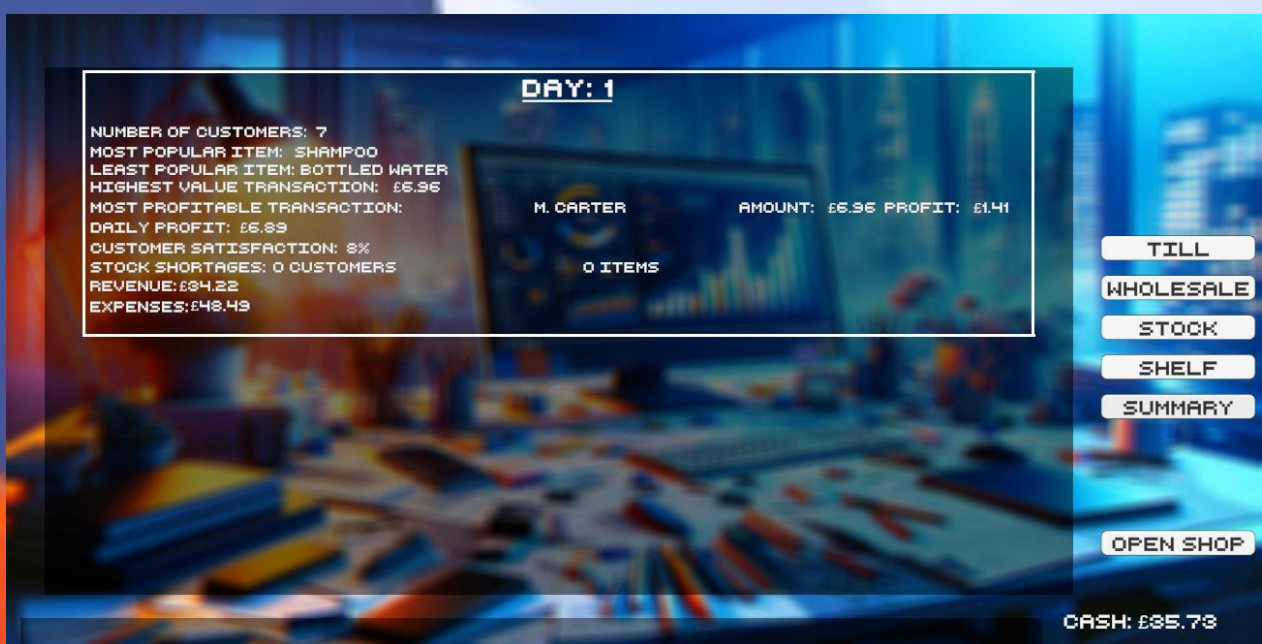 DAY: 1
NUMBER OF CUSTOMERS: 7
MOST POPULAR ITEM: SHAMPOO
LEAST POPULAR ITEM: BOTTLED WATER
HIGHEST VALUE TRANSACTION: £6.96
MOST PROFITABLE TRANSACTION: M. CARTER AMOUNT: £6.96 PROFIT: £1.41
DAILY PROFIT: £6.89
CUSTOMER SATISFACTION: 8%
STOCK SHORTAGES: 0 CUSTOMERS 0 ITEMS
REVENUE:£34.22
EXPENSES:£48.49
TILL
WHOLESALE
STOCK
SHELF
SUMMARY
OPEN SHOP
CASH: £35.73